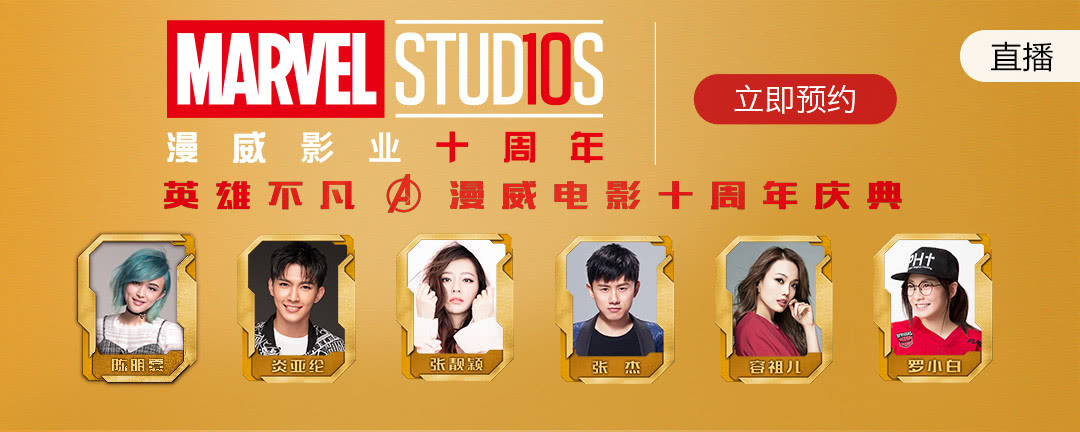 MARVEL STUD10S
漫威影业十周年
立即预约
直播
英雄不凡 漫威电影十周年庆典
PHT
陈明憙
炎亚纶
张靓颖
张杰
容祖儿
罗小白